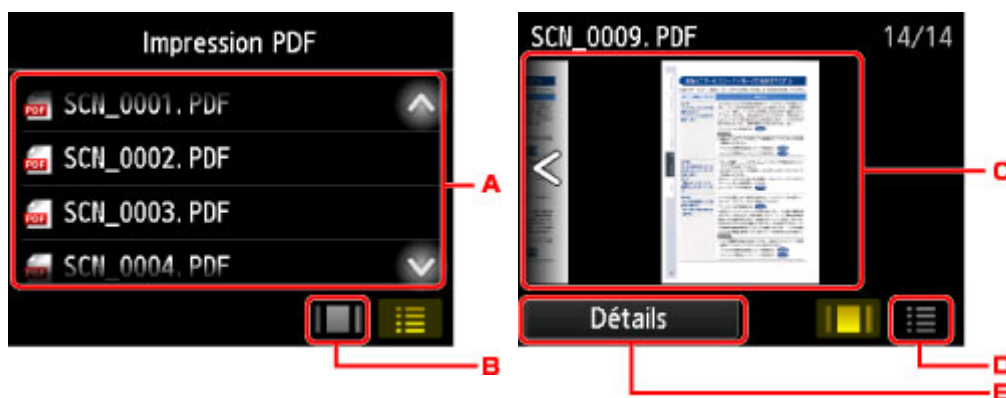 Impression PDF
SCN_0001.PDF
SCN_0002.PDF
SCN_0003.PDF
SCN_0004.PDF
A
B
SCN_0009.PDF 14/14
C
Détails
D
E